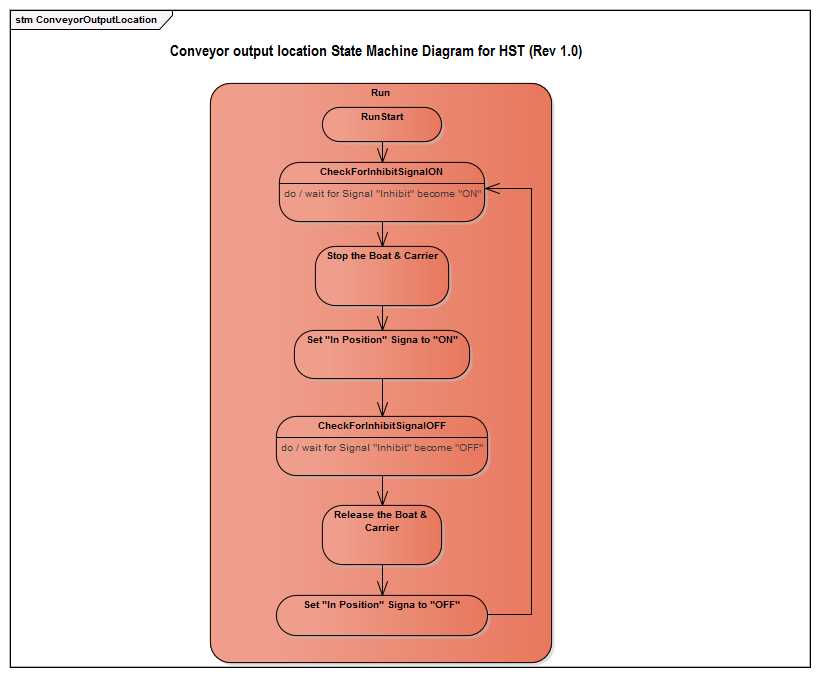 stm ConveyorOutputLocation
Conveyor output location State Machine Diagram for HST (Rev 1.0)
Run
RunStart
CheckForInhibitSignalON
do / wait for Signal "Inhibit" become "ON"
Stop the Boat & Carrier
Set "In Position" Signa to "ON"
CheckForInhibitSignalOFF
do / wait for Signal "Inhibit" become "OFF"
Release the Boat &
Carrier
Set "In Position" Signa to "OFF"